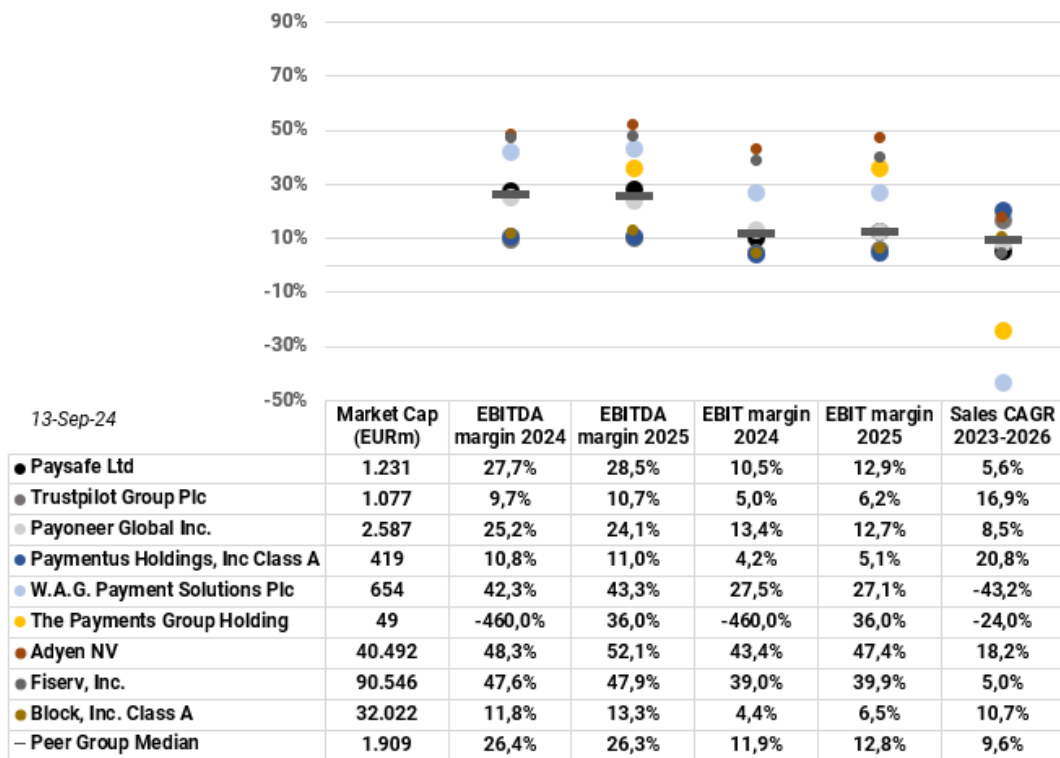 90%
70%
50%
30%
10%
-10%
-30%
-50%
13-Sep-24 Market Cap (EURm) EBITDA margin 2024 EBITDA margin 2025 EBIT margin 2024 EBIT margin 2025 Sales CAGR 2023-2026
Paysafe Ltd 1.231 27,7% 28,5% 10,5% 12,9% 5,6%
Trustpilot Group Plc 1.077 9,7% 10,7% 5,0% 6,2% 16,9%
Payoneer Global Inc. 2.587 25,2% 24,1% 13,4% 12,7% 8,5%
Paymentus Holdings, Inc Class A 419 10,8% 11,0% 4,2% 5,1% 20,8%
W.A.G. Payment Solutions Plc 654 42,3% 43,3% 27,5% 27,1% -43,2%
The Payments Group Holding 49 -460,0% 36,0% -460,0% 36,0% -24,0%
Adyen NV 40.492 48,3% 52,1% 43,4% 47,4% 18,2%
Fiserv, Inc. 90.546 47,6% 47,9% 39,0% 39,9% 5,0%
Block, Inc. Class A 32.022 11,8% 13,3% 4,4% 6,5% 10,7%
Peer Group Median 1.909 26,4% 26,3% 11,9% 12,8% 9,6%